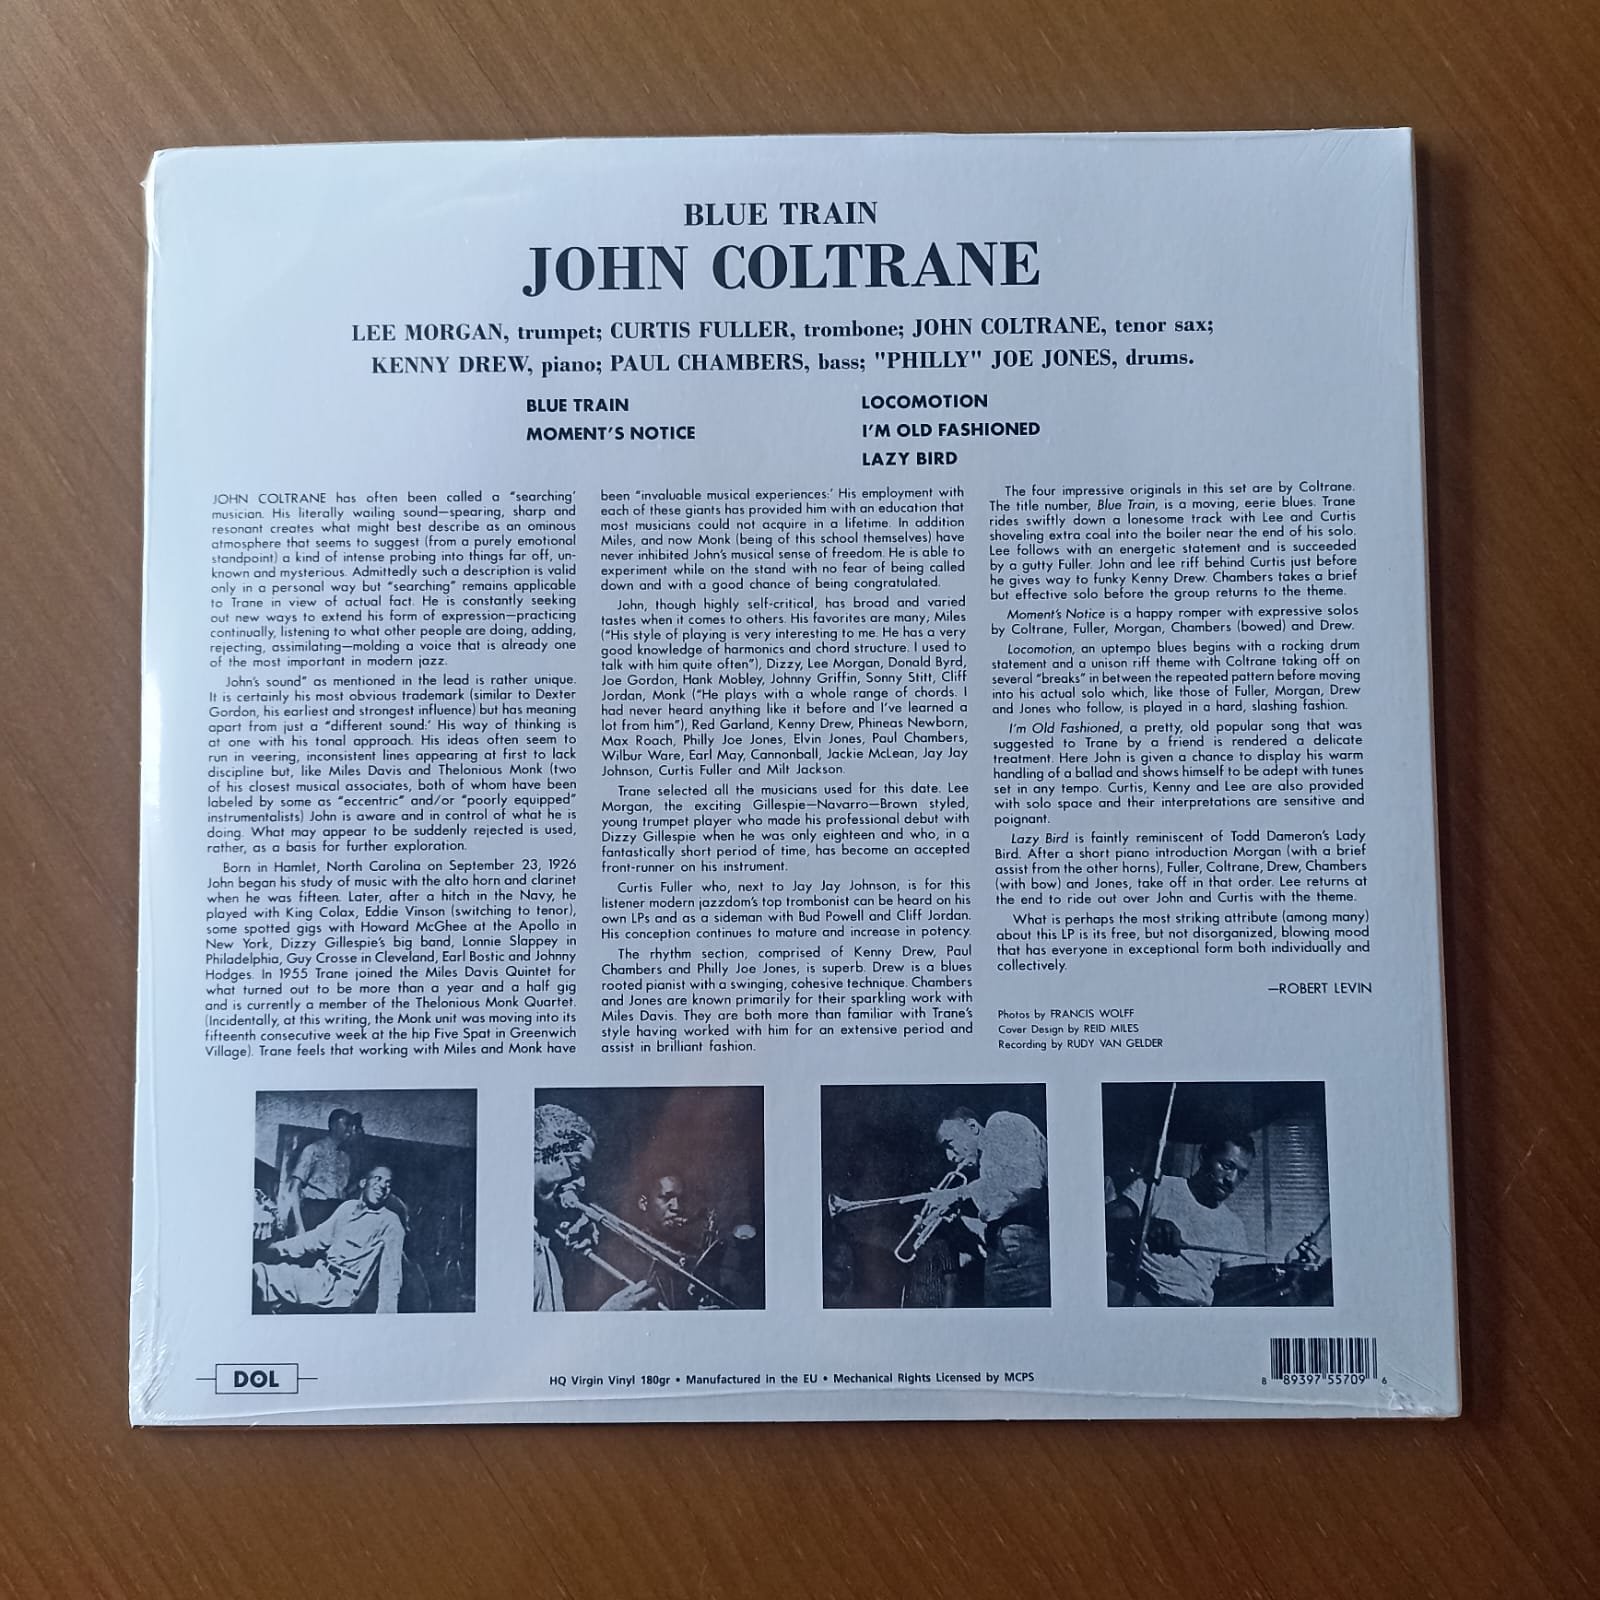 BLUE TRAIN
JOHN COLTRANE
LEE MORGAN, trumpet; CURTIS FULLER, trombone; JOHN COLTRANE, tenor sax;
KENNY DREW, piano; PAUL CHAMBERS, bass; "PHILLY" JOE JONES, drums.
BLUE TRAIN
MOMENT'S NOTICE
LOCOMOTION
I'M OLD FASHIONED
LAZY BIRD
JOHN COLTRANE has often been called a "searching'
musician. His literally wailing sound—spearing, sharp and
resonant creates what might best describe as an ominous
atmosphere that seems to suggest (from a purely emotional
standpoint) a kind of intense probing into things far off, un-
known and mysterious. Admittedly such a description is valid
only in a personal way but "searching" remains applicable
to Trane in view of actual fact. He is constantly seeking
out new ways to extend his form of expression—practicing
continually, listening to what other people are doing, adding,
rejecting, assimilating—molding a voice that is already one
of the most important in modern jazz.
John's sound" as mentioned in the lead is rather unique.
It is certainly his most obvious trademark (similar to Dexter
Gordon, his earliest and strongest influence) but has meaning
apart from just a "different sound." His way of thinking is
at one with his tonal approach. His ideas often seem to
run in veering, inconsistent lines appearing at first to lack
discipline but, like Miles Davis and Thelonious Monk (two
of his closest musical associates, both of whom have been
labeled by some as "eccentric" and/or "poorly equipped"
instrumentalists) John is aware and in control of what he is
doing. What may appear to be suddenly rejected is used,
rather, as a basis for further exploration.
Born in Hamlet, North Carolina on September 23, 1926
John began his study of music with the alto horn and clarinet
when he was fifteen. Later, after a hitch in the Navy, he
played with King Colax, Eddie Vinson (switching to tenor),
some spotted gigs with Howard McGhee at the Apollo in
New York, Dizzy Gillespie's big band, Lonnie Slappey in
Philadelphia, Guy Crosse in Cleveland, Earl Bostic and Johnny
Hodges. In 1955 Trane joined the Miles Davis Quintet for
what turned out to be more than a year and a half gig
and is currently a member of the Thelonious Monk Quartet.
(Incidentally, at this writing, the Monk unit was moving into its
fifteenth consecutive week at the hip Five Spat in Greenwich
Village). Trane feels that working with Miles and Monk have
been "invaluable musical experiences." His employment with
each of these giants has provided him with an education that
most musicians could not acquire in a lifetime. In addition
Miles, and now Monk (being of this school themselves) have
never inhibited John's musical sense of freedom. He is able to
experiment while on the stand with no fear of being called
down and with a good chance of being congratulated.
John, though highly self-critical, has broad and varied
tastes when it comes to others. His favorites are many; Miles
("His style of playing is very interesting to me. He has a very
good knowledge of harmonics and chord structure. I used to
talk with him quite often"), Dizzy, Lee Morgan, Donald Byrd,
Joe Gordon, Hank Mobley, Johnny Griffin, Sonny Stitt, Cliff
Jordan, Monk ("He plays with a whole range of chords. I
had never heard anything like it before and I've learned a
lot from him"), Red Garland, Kenny Drew, Phineas Newborn,
Max Roach, Philly Joe Jones, Elvin Jones, Paul Chambers,
Wilbur Ware, Earl May, Cannonball, Jackie McLean, Jay Jay
Johnson, Curtis Fuller and Milt Jackson.
Trane selected all the musicians used for this date. Lee
Morgan, the exciting Gillespie—Navarro—Brown styled,
young trumpet player who made his professional debut with
Dizzy Gillespie when he was only eighteen and who, in a
fantastically short period of time, has become an accepted
front-runner on his instrument.
Curtis Fuller who, next to Jay Jay Johnson, is for this
listener modern jazzdom's top trombonist can be heard on his
own LPs and as a sideman with Bud Powell and Cliff Jordan.
His conception continues to mature and increase in potency.
The rhythm section, comprised of Kenny Drew, Paul
Chambers and Philly Joe Jones, is superb. Drew is a blues
rooted pianist with a swinging, cohesive technique. Chambers
and Jones are known primarily for their sparkling work with
Miles Davis. They are both more than familiar with Trane's
style having worked with him for an extensive period and
assist in brilliant fashion.
The four impressive originals in this set are by Coltrane.
The title number, Blue Train, is a moving, eerie blues. Trane
rides swiftly down a lonesome track with Lee and Curtis
shoveling extra coal into the boiler near the end of his solo.
Lee follows with an energetic statement and is succeeded
by a gutty Fuller. John and lee riff behind Curtis just before
he gives way to funky Kenny Drew. Chambers takes a brief
but effective solo before the group returns to the theme.
Moment's Notice is a happy romper with expressive solos
by Coltrane, Fuller, Morgan, Chambers (bowed) and Drew.
Locomotion, an uptempo blues begins with a rocking drum
statement and a unison riff theme with Coltrane taking off on
several "breaks" in between the repeated pattern before moving
into his actual solo which, like those of Fuller, Morgan, Drew
and Jones who follow, is played in a hard, slashing fashion.
I'm Old Fashioned, a pretty, old popular song that was
suggested to Trane by a friend is rendered a delicate
treatment. Here John is given a chance to display his warm
handling of a ballad and shows himself to be adept with tunes
set in any tempo. Curtis, Kenny and Lee are also provided
with solo space and their interpretations are sensitive and
poignant.
Lazy Bird is faintly reminiscent of Todd Dameron's Lady
Bird. After a short piano introduction Morgan (with a brief
assist from the other horns), Fuller, Coltrane, Drew, Chambers
(with bow) and Jones, take off in that order. Lee returns at
the end to ride out over John and Curtis with the theme.
What is perhaps the most striking attribute (among many)
about this LP is its free, but not disorganized, blowing mood
that has everyone in exceptional form both individually and
collectively.
—ROBERT LEVIN
Photos by FRANCIS WOLFF
Cover Design by REID MILES
Recording by RUDY VAN GELDER
DOL
HQ Virgin Vinyl 180gr • Manufactured in the EU • Mechanical Rights Licensed by MCPS
8 89397 55709 6